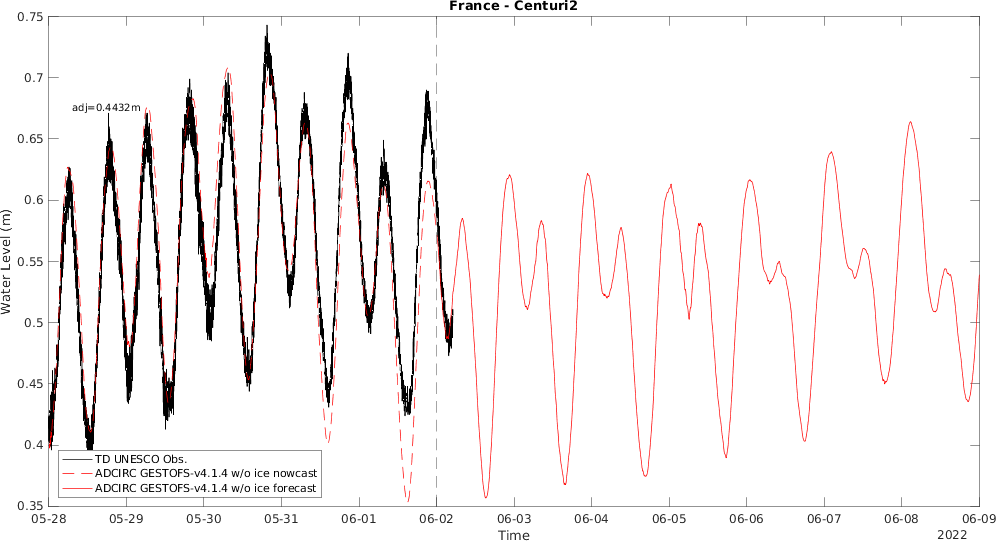 France - Centuri2
0.75
0.7
0.65
0.6
0.55
0.5
0.45
0.4
0.35
Water Level (m)
adj=0.4432m
TD UNESCO Obs.
ADCIRC GESTOFS-v4.1.4 w/o ice nowcast
ADCIRC GESTOFS-v4.1.4 w/o ice forecast
05-28 05-29 05-30 05-31 06-01 06-02 06-03 06-04 06-05 06-06 06-07 06-08 06-09
Time
2022